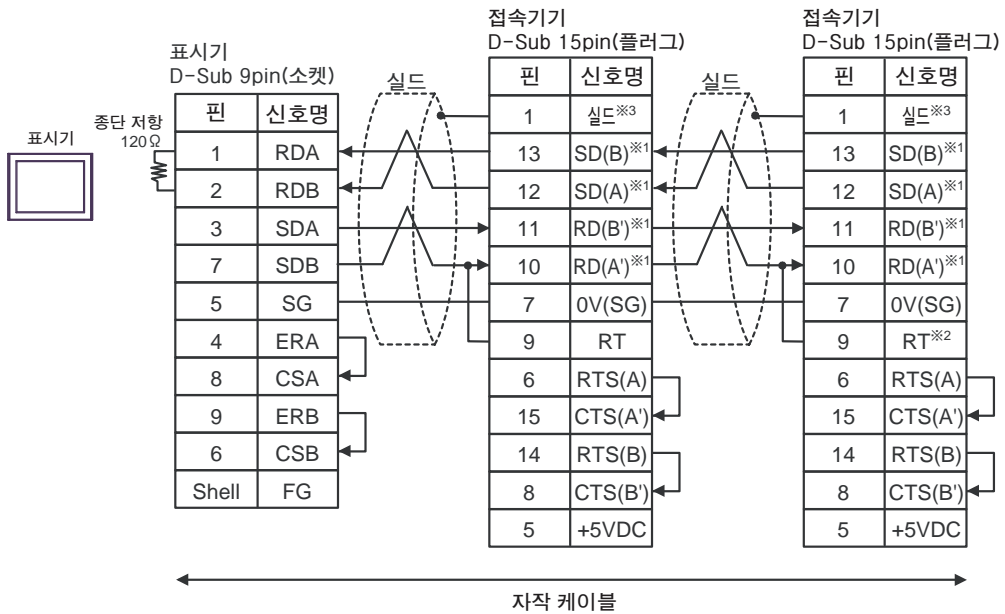 표시기
종단 저항
120Ω
표시기
D-Sub 9pin(소켓)
핀 신호명
1 RDA
2 RDB
3 SDA
7 SDB
5 SG
4 ERA
8 CSA
9 ERB
6 CSB
Shell FG
실드
접속기기
D-Sub 15pin(플러그)
핀 신호명
1 실드※3
13 SD(B)※1
12 SD(A)※1
11 RD(B')※1
10 RD(A')※1
7 0V(SG)
9 RT
6 RTS(A)
15 CTS(A')
14 RTS(B)
8 CTS(B')
5 +5VDC
실드
접속기기
D-Sub 15pin(플러그)
핀 신호명
1 실드※3
13 SD(B)※1
12 SD(A)※1
11 RD(B')※1
10 RD(A')※1
7 0V(SG)
9 RT※2
6 RTS(A)
15 CTS(A')
14 RTS(B)
8 CTS(B')
5 +5VDC
자작 케이블